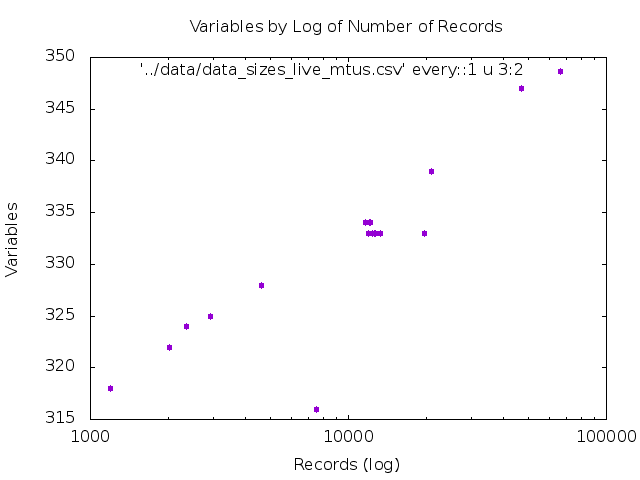 Variables by Log of Number of Records
'../data/data_sizes_live_mtus.csv' every::1 u 3:2
350
345
340
335
330
325
320
315
Variables
1000
10000
100000
Records (log)